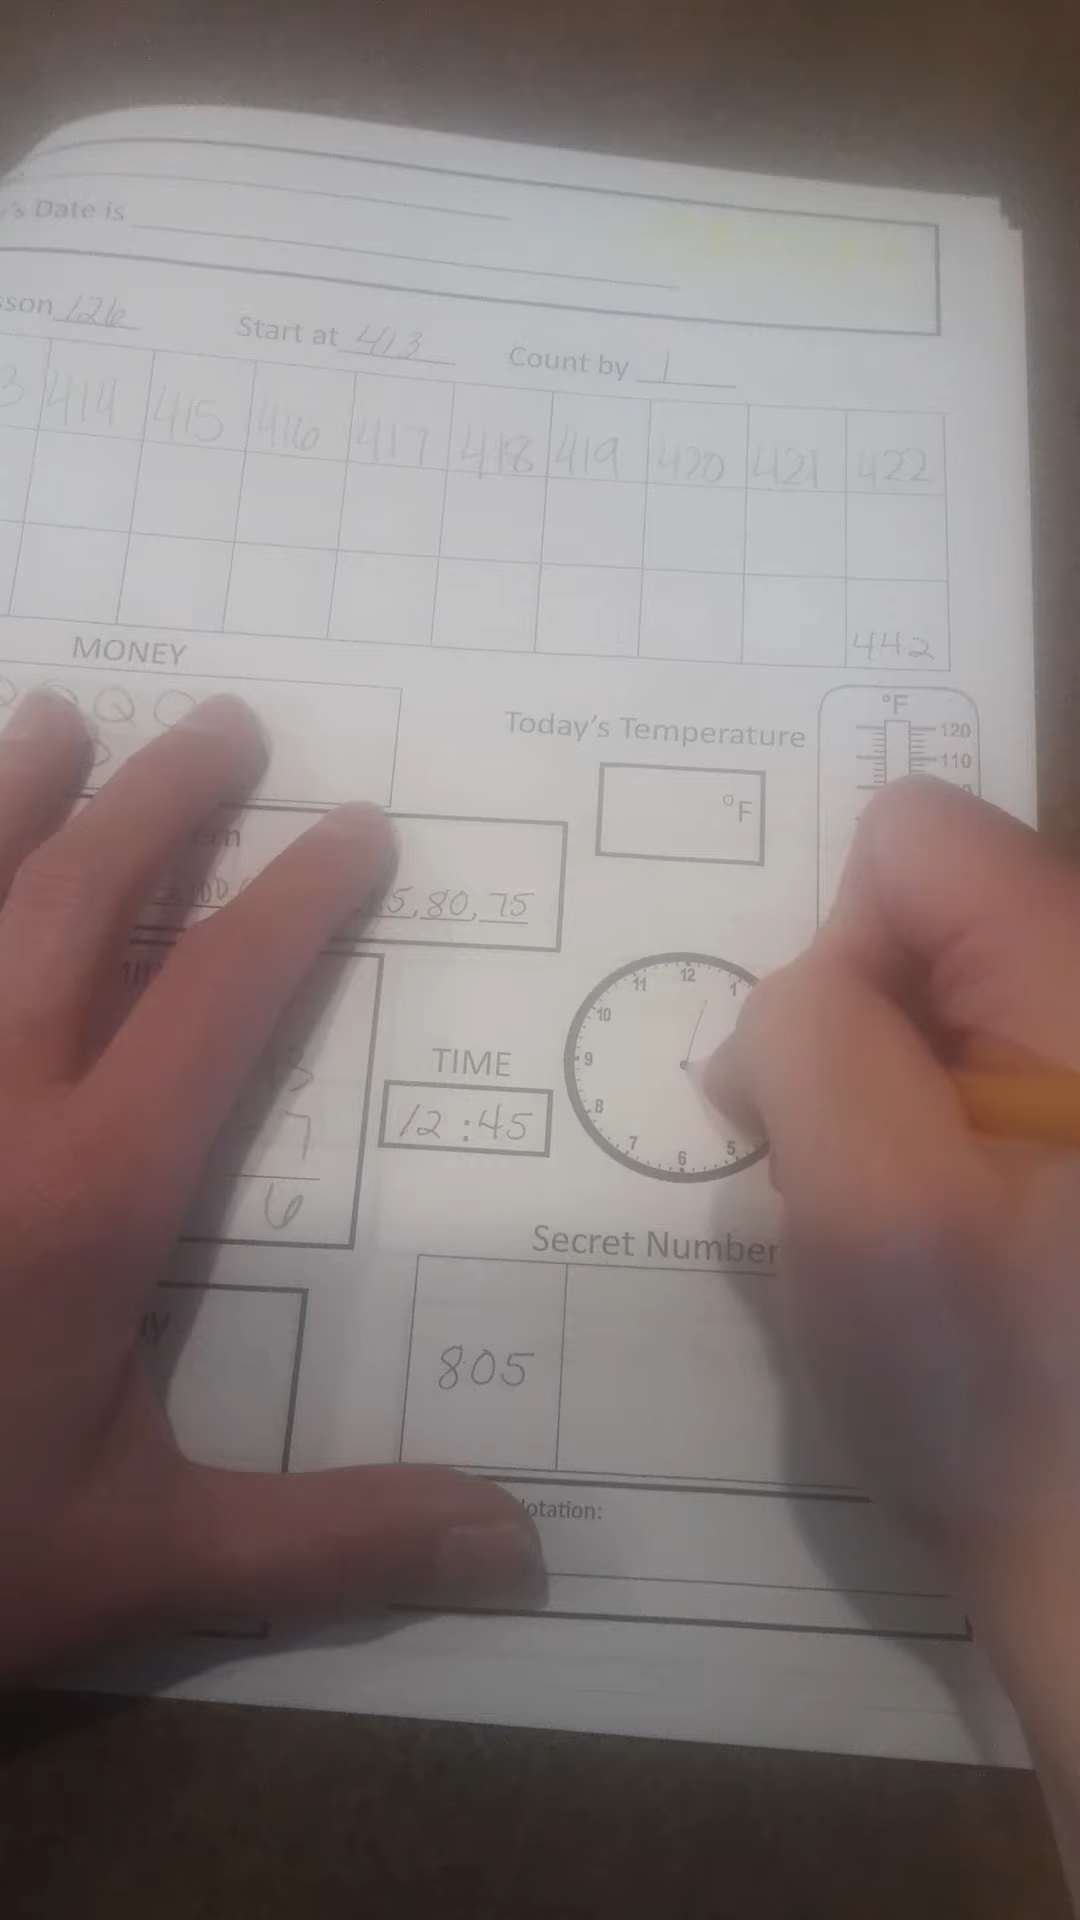 's Date is
sson 126 Start at 413 Count by 1
3 414 415 416 417 418 419 420 421 422
442
MONEY
Q
Today's Temperature
°F
°F
120
110
5, 80, 75
TIME
12:45
12
1
11
10
9
8
7
6
5
7
6
Secret Number
805
otation: